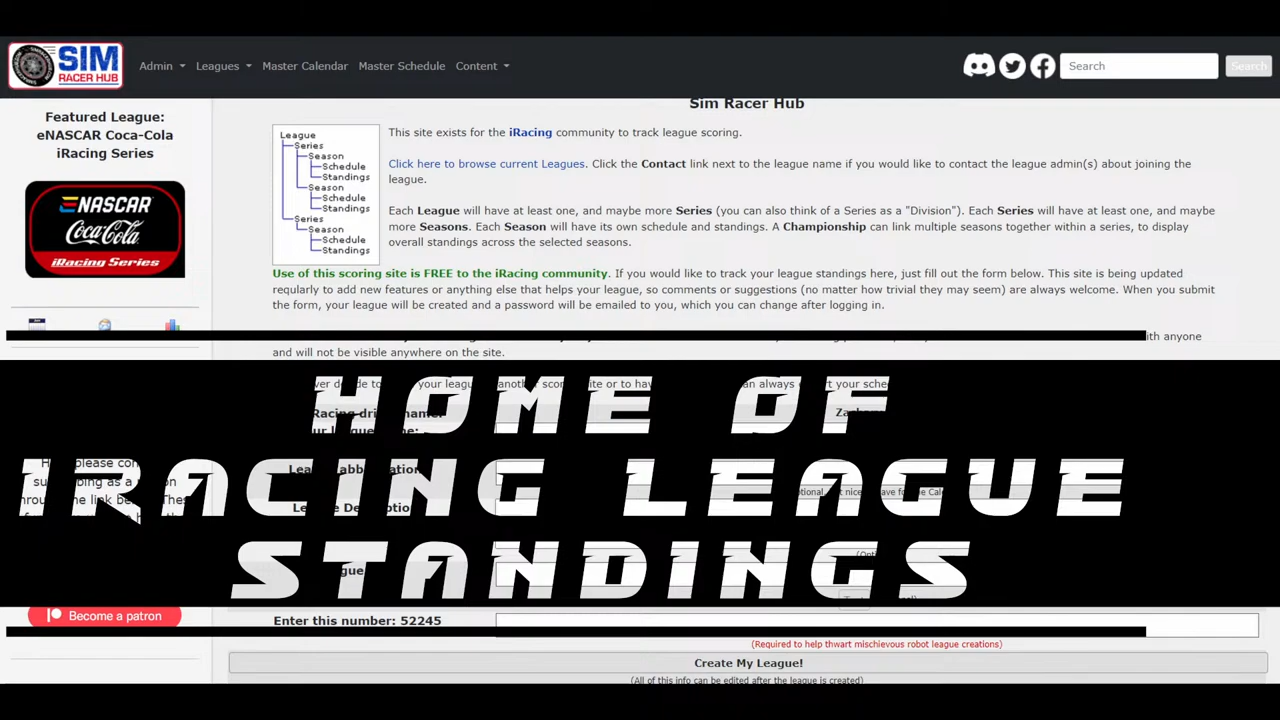 SIM
RACER HUB
Admin
Leagues
Master Calendar
Master Schedule
Content
Search
Search
Featured League:
eNASCAR Coca-Cola
iRacing Series
eNASCAR
Coca-Cola
iRacing Series
Sim Racer Hub
League
Series
Season
Schedule
Standings
Season
Schedule
Standings
Series
Season
Schedule
Standings
This site exists for the iRacing community to track league scoring.
Click here to browse current Leagues. Click the Contact link next to the league name if you would like to contact the league admin(s) about joining the
league.
Each League will have at least one, and maybe more Series (you can also think of a Series as a "Division"). Each Series will have at least one, and maybe
more Seasons. Each Season will have its own schedule and standings. A Championship can link multiple seasons together within a series, to display
overall standings across the selected seasons.
Use of this scoring site is FREE to the iRacing community. If you would like to track your league standings here, just fill out the form below. This site is being updated
regularly to add new features or anything else that helps your league, so comments or suggestions (no matter how trivial they may seem) are always welcome. When you submit
the form, your league will be created and a password will be emailed to you, which you can change after logging in.
with anyone
and will not be visible anywhere on the site.
HOME OF
IRACING LEAGUE
STANDINGS
Become a patron
Enter this number: 52245
(Required to help thwart mischievous robot league creations)
Create My League!
(All of this info can be edited after the league is created)